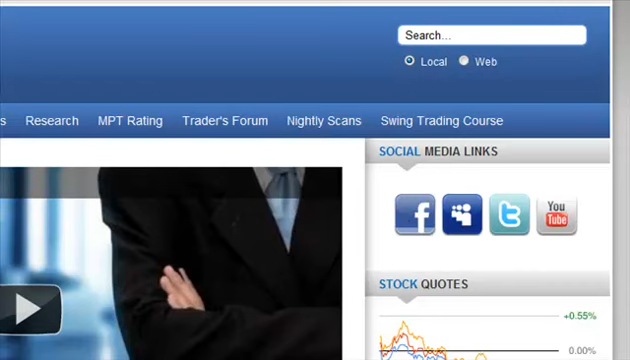 Search...
Local Web
Research MPT Rating Trader's Forum Nightly Scans Swing Trading Course
SOCIAL MEDIA LINKS
f t You Tube
STOCK QUOTES
+0.55%
0.00%